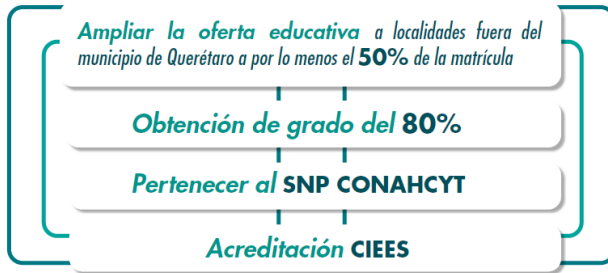 Ampliar la oferta educativa a localidades fuera del
municipio de Querétaro a por lo menos el 50% de la matrícula
Obtención de grado del 80%
Pertenecer al SNP CONAHCYT
Acreditación CIEES